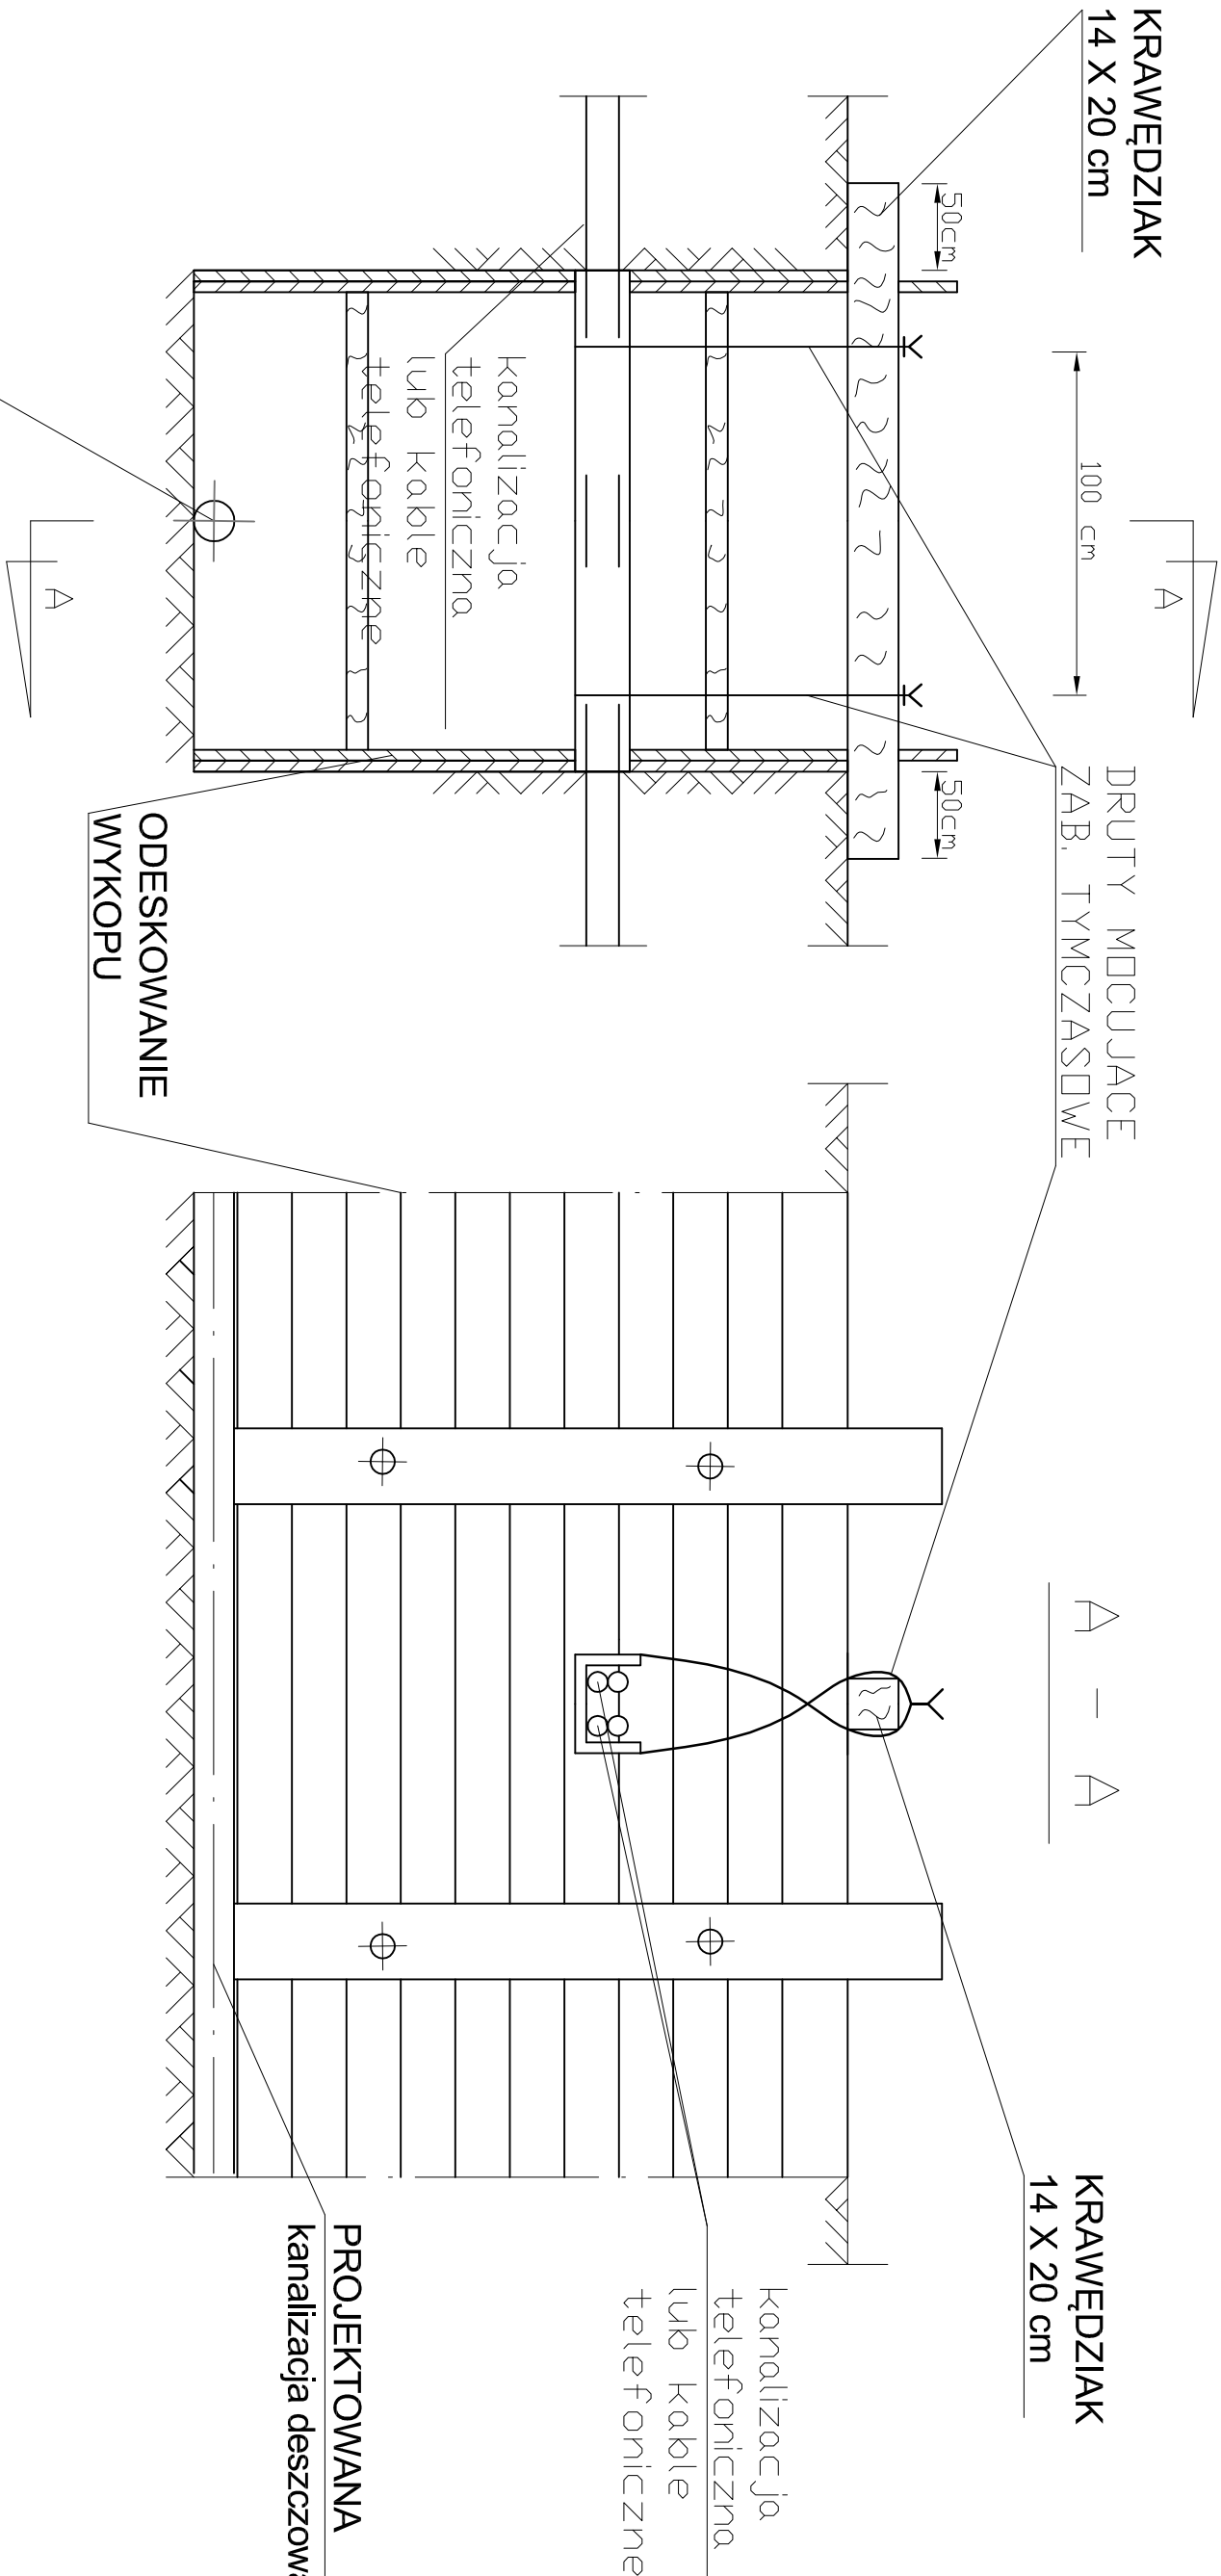 KRAWĘDZIAK
14 X 20 cm
50cm
100 cm
50cm
A
A
kanalizacja
telefoniczna
lub kable
telefoniczne
DRUTY MOCUJACE
ZAB. TYMCZASOWE
ODESKOWANIE
WYKOPU
A - A
KRAWĘDZIAK
14 X 20 cm
kanalizacja
telefoniczna
lub kable
telefoniczne
PROJEKTOWANA
kanalizacja deszczowa